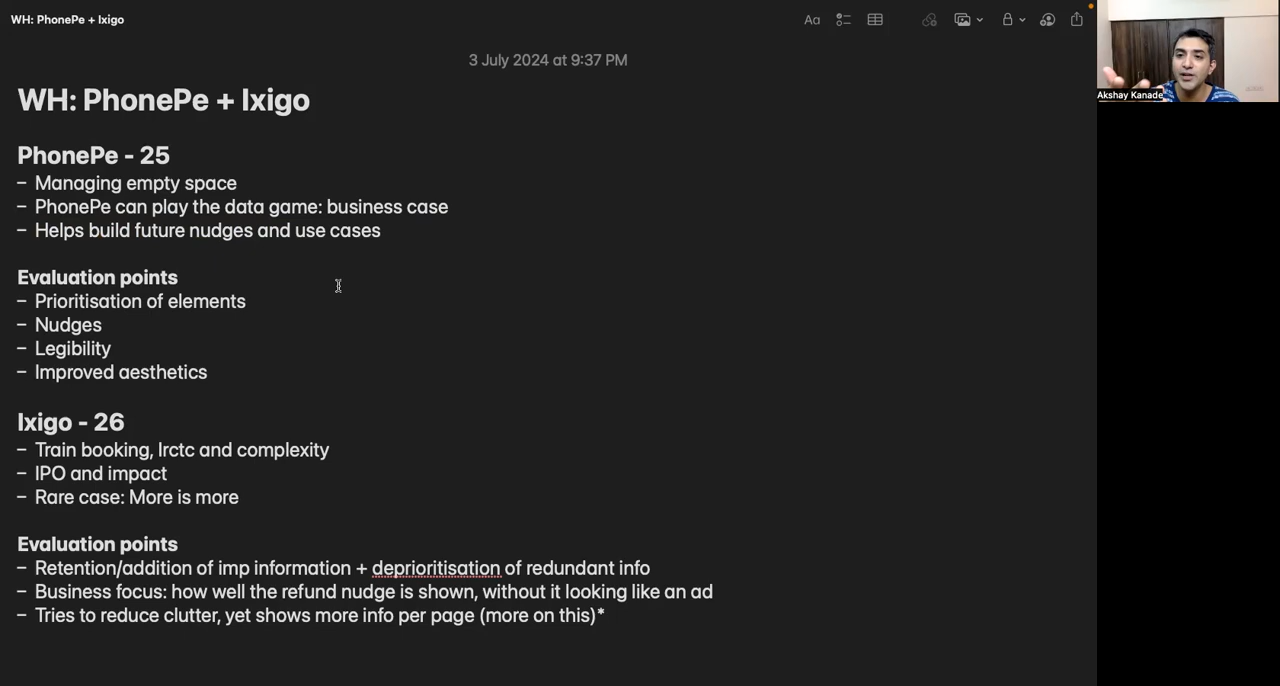 WH: PhonePe + Ixigo
Aa
3 July 2024 at 9:37 PM
Akshay Kanade
WH: PhonePe + Ixigo
PhonePe - 25
– Managing empty space
– PhonePe can play the data game: business case
– Helps build future nudges and use cases
Evaluation points
– Prioritisation of elements
– Nudges
– Legibility
– Improved aesthetics
Ixigo - 26
– Train booking, Irctc and complexity
– IPO and impact
– Rare case: More is more
Evaluation points
– Retention/addition of imp information + deprioritisation of redundant info
– Business focus: how well the refund nudge is shown, without it looking like an ad
– Tries to reduce clutter, yet shows more info per page (more on this)*